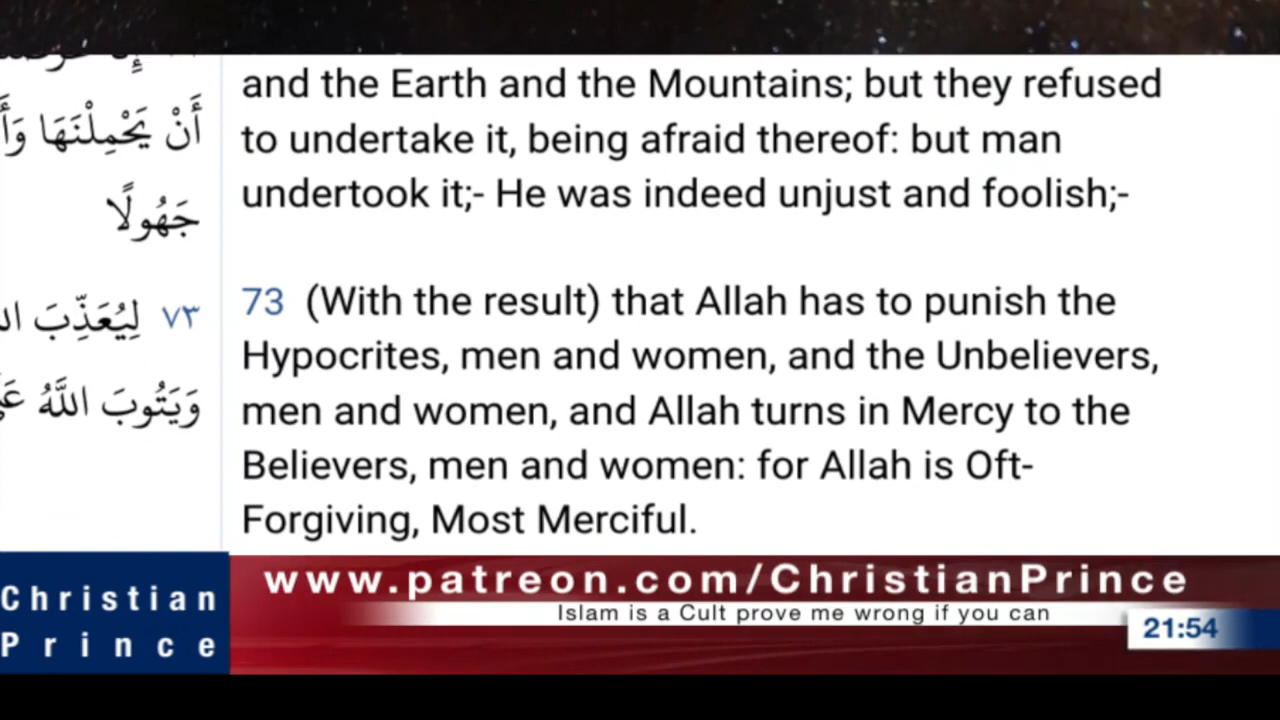 and the Earth and the Mountains; but they refused
أَنْ يَحْمِلْنَهَا
to undertake it, being afraid thereof: but man
جَهُولًا
undertook it;- He was indeed unjust and foolish;-
٧٣ لِيُعَذِّبَ
73 (With the result) that Allah has to punish the
Hypocrites, men and women, and the Unbelievers,
وَيَتُوبَ اللَّهُ
men and women, and Allah turns in Mercy to the
Believers, men and women: for Allah is Oft-
Forgiving, Most Merciful.
Christian
Prince
www.patreon.com/ChristianPrince
Islam is a Cult prove me wrong if you can
21:54